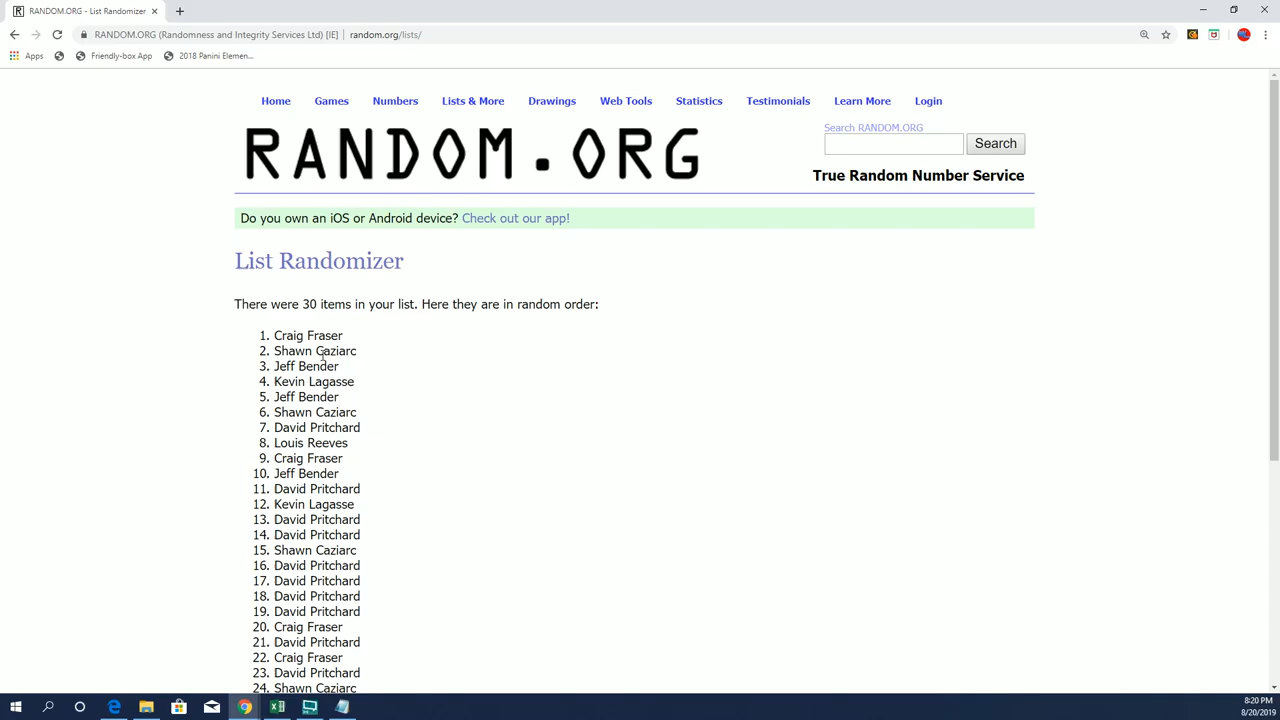 RANDOM.ORG - List Randomizer
RANDOM.ORG (Randomness and Integrity Services Ltd) [IE] | random.org/lists/
Apps
Friendly-box App
2018 Panini Elemen...
Home
Games
Numbers
Lists & More
Drawings
Web Tools
Statistics
Testimonials
Learn More
Login
RANDOM.ORG
Search RANDOM.ORG
Search
True Random Number Service
Do you own an iOS or Android device? Check out our app!
List Randomizer
There were 30 items in your list. Here they are in random order:
1. Craig Fraser
2. Shawn Caziarc
3. Jeff Bender
4. Kevin Lagasse
5. Jeff Bender
6. Shawn Caziarc
7. David Pritchard
8. Louis Reeves
9. Craig Fraser
10. Jeff Bender
11. David Pritchard
12. Kevin Lagasse
13. David Pritchard
14. David Pritchard
15. Shawn Caziarc
16. David Pritchard
17. David Pritchard
18. David Pritchard
19. David Pritchard
20. Craig Fraser
21. David Pritchard
22. Craig Fraser
23. David Pritchard
24. Shawn Caziarc
8:20 PM
8/20/2019